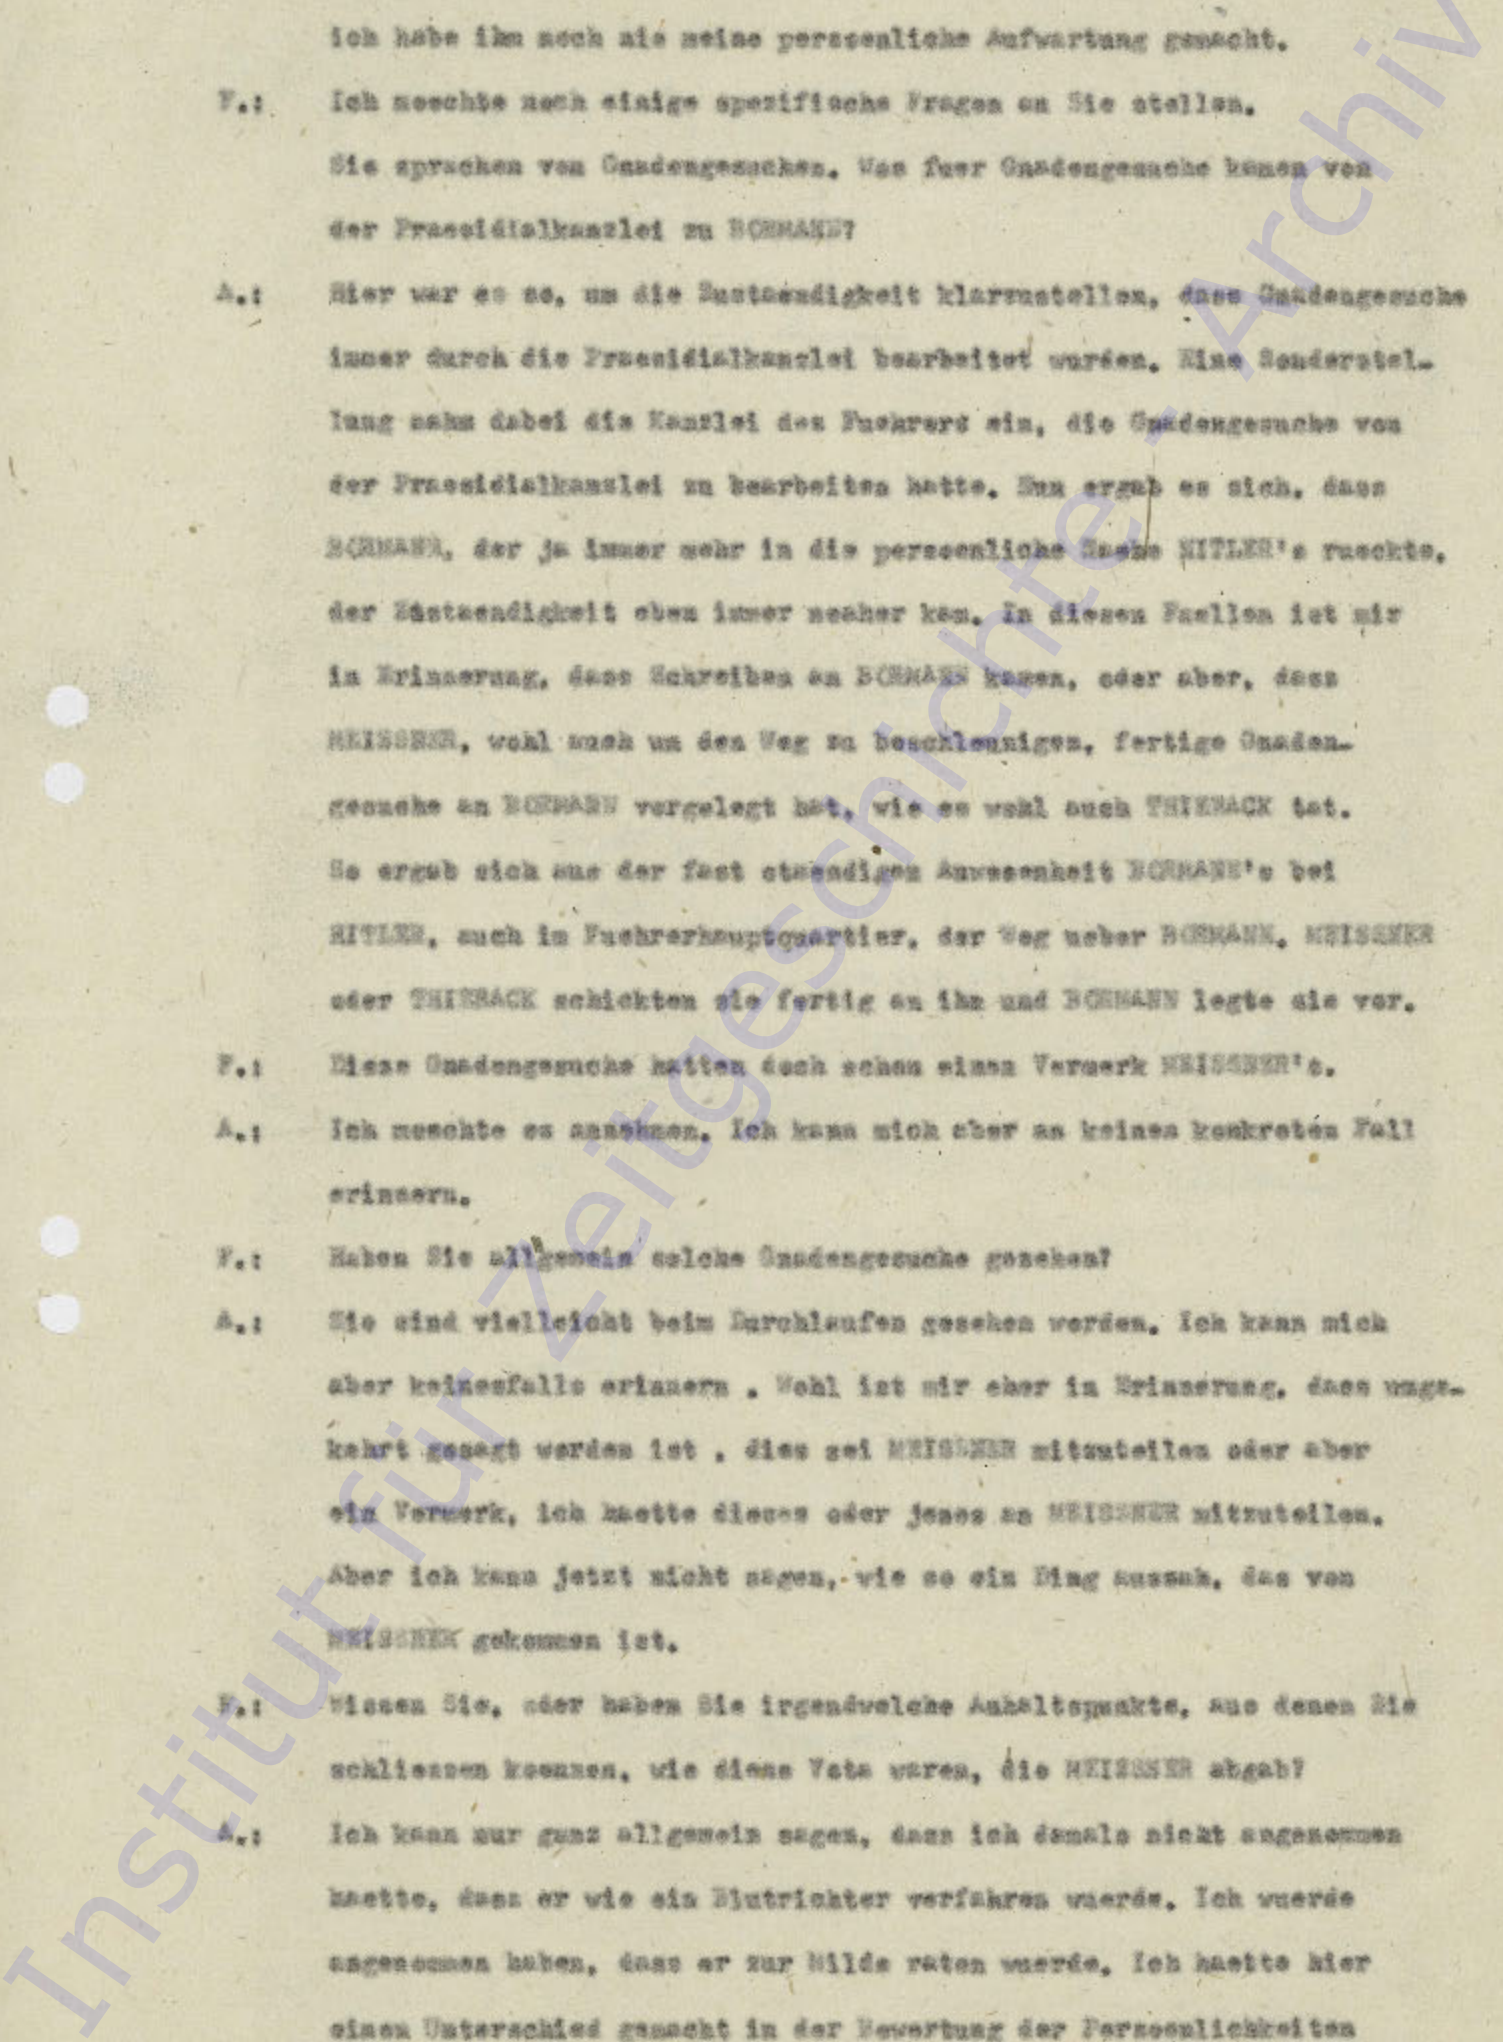 ich habe ihm noch nie meine persoenliche Aufwartung gemacht.
F.: Ich moechte noch einige spezifische Fragen an Sie stellen.
Sie sprachen von Gnadengesuchen. Was fuer Gnadengesuche kamen von
der Praesidialkanzlei zu BORMANN?
A.: Hier war es so, um die Zustaendigkeit klarzustellen, dass Gnadengesuche
immer durch die Praesidialkanzlei bearbeitet wurden. Eine Sonderstel-
lung nahm dabei die Kanzlei des Fuehrers ein, die Gnadengesuche von
der Praesidialkanzlei zu bearbeiten hatte. Nun ergab es sich, dass
BORMANN, der ja immer mehr in die persoenliche Naehe HITLER's rueckte,
der Zustaendigkeit eben immer naeher kam. In diesen Faellen ist mir
in Erinnerung, dass Schreiben an BORMANN kamen, oder aber, dass
MEISSNER, wohl auch um den Weg zu beschleunigen, fertige Gnaden-
gesuche an BORMANN vorgelegt hat, wie es wohl auch THIERACK tat.
So ergab sich aus der fast staendigen Anwesenheit BORMANN's bei
HITLER, auch im Fuehrerhauptquartier, der Weg ueber BORMANN. MEISSNER
oder THIERACK schickten sie fertig an ihn und BORMANN legte sie vor.
F.: Diese Gnadengesuche hatten doch schon einen Vermerk MEISSNER's.
A.: Ich moechte es annehmen. Ich kann mich aber an keinen konkreten Fall
erinnern.
F.: Haben Sie allgemein solche Gnadengesuche gesehen?
A.: Sie sind vielleicht beim Durchlaufen gesehen worden. Ich kann mich
aber keinesfalls erinnern . Wohl ist mir eher in Erinnerung, dass umge-
kehrt gesagt worden ist , dies sei MEISSNER mitzuteilen oder aber
ein Vermerk, ich haette dieses oder jenes an MEISSNER mitzuteilen.
Aber ich kann jetzt nicht sagen, wie so ein Ding aussah, das von
MEISSNER gekommen ist.
F.: Wissen Sie, oder haben Sie irgendwelche Anhaltspunkte, aus denen Sie
schliessen koennen, wie diese Vota waren, die MEISSNER abgab?
A.: Ich kann nur ganz allgemein sagen, dass ich damals nicht angenommen
haette, dass er wie ein Blutrichter verfahren wuerde. Ich wuerde
angenommen haben, dass er zur Milde raten wuerde. Ich haette hier
einen Unterschied gemacht in der Bewertung der Persoenlichkeiten
Institut für Zeitgeschichte - Archiv